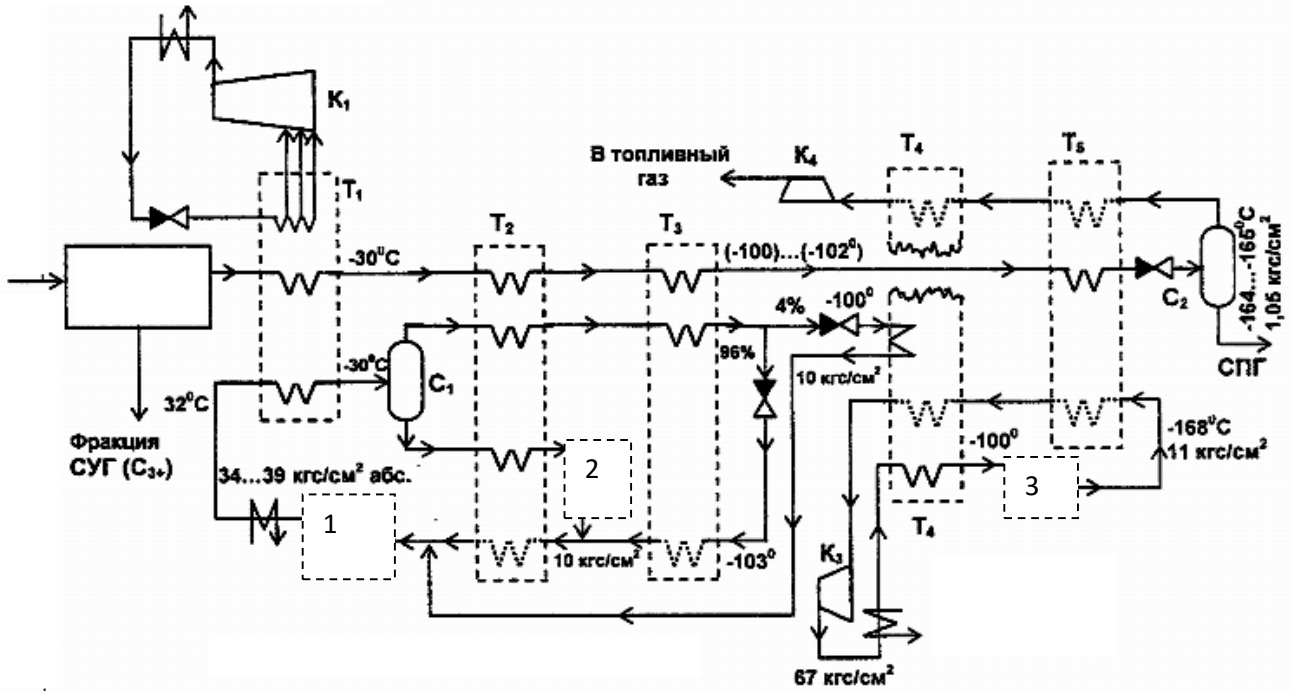 K₁
T₁
В топливный
газ
K₄
T₄
T₅
T₂
T₃
-30⁰C
(-100)...(-102⁰)
-164...-165⁰C
1,05 кгс/см²
C₂
4%
-100⁰
96%
10 кгс/см²
СПГ
-30⁰C
C₁
32⁰C
Фракция
СУГ (C₃₊)
34...39 кгс/см² абс.
1
2
10 кгс/см²
-103⁰
-100⁰
3
-168⁰C
11 кгс/см²
T₄
K₃
67 кгс/см²